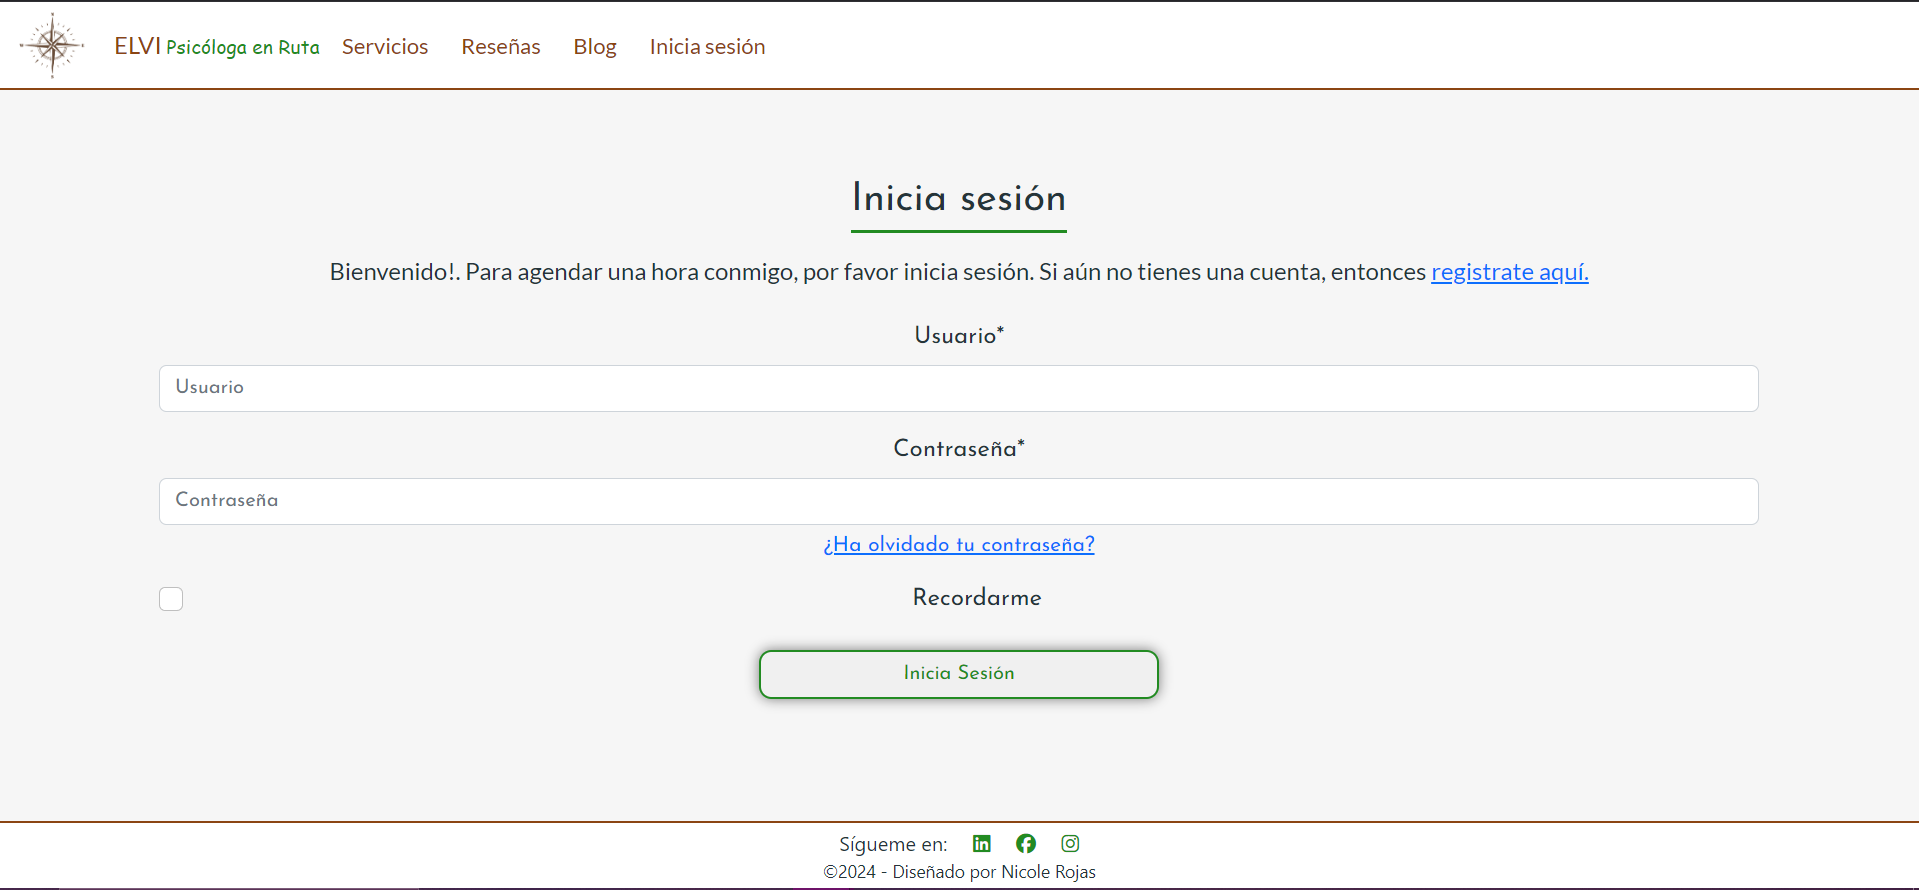 ELVI Psicóloga en Ruta Servicios Reseñas Blog Inicia sesión
Inicia sesión
Bienvenido!. Para agendar una hora conmigo, por favor inicia sesión. Si aún no tienes una cuenta, entonces registrate aquí.
Usuario*
Usuario
Contraseña*
Contraseña
¿Ha olvidado tu contraseña?
Recordarme
Inicia Sesión
Sígueme en:
©2024 - Diseñado por Nicole Rojas